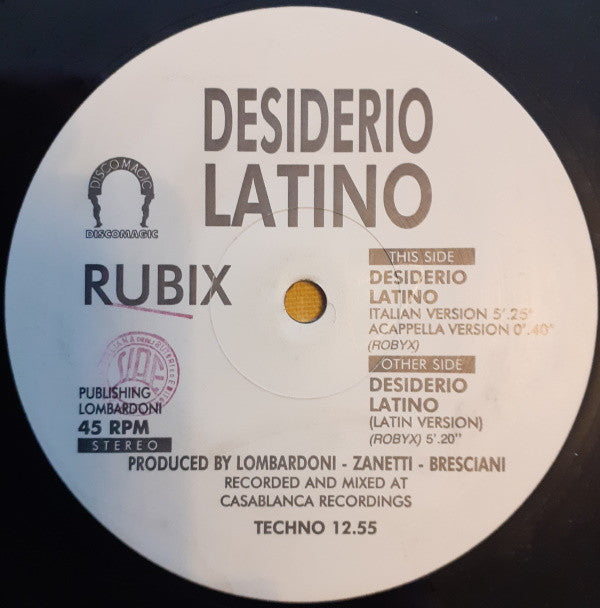 DESIDERIO
LATINO
DISCOMAGIC
DISCOMAGIC
RUBIX
THIS SIDE
DESIDERIO
LATINO
ITALIAN VERSION 5'.25"
ACAPPELLA VERSION 0'.40"
(ROBYX)
OTHER SIDE
DESIDERIO
LATINO
(LATIN VERSION)
(ROBYX) 5'.20"
SIAE
PUBLISHING
LOMBARDONI
45 RPM
STEREO
PRODUCED BY LOMBARDONI - ZANETTI - BRESCIANI
RECORDED AND MIXED AT
CASABLANCA RECORDINGS
TECHNO 12.55